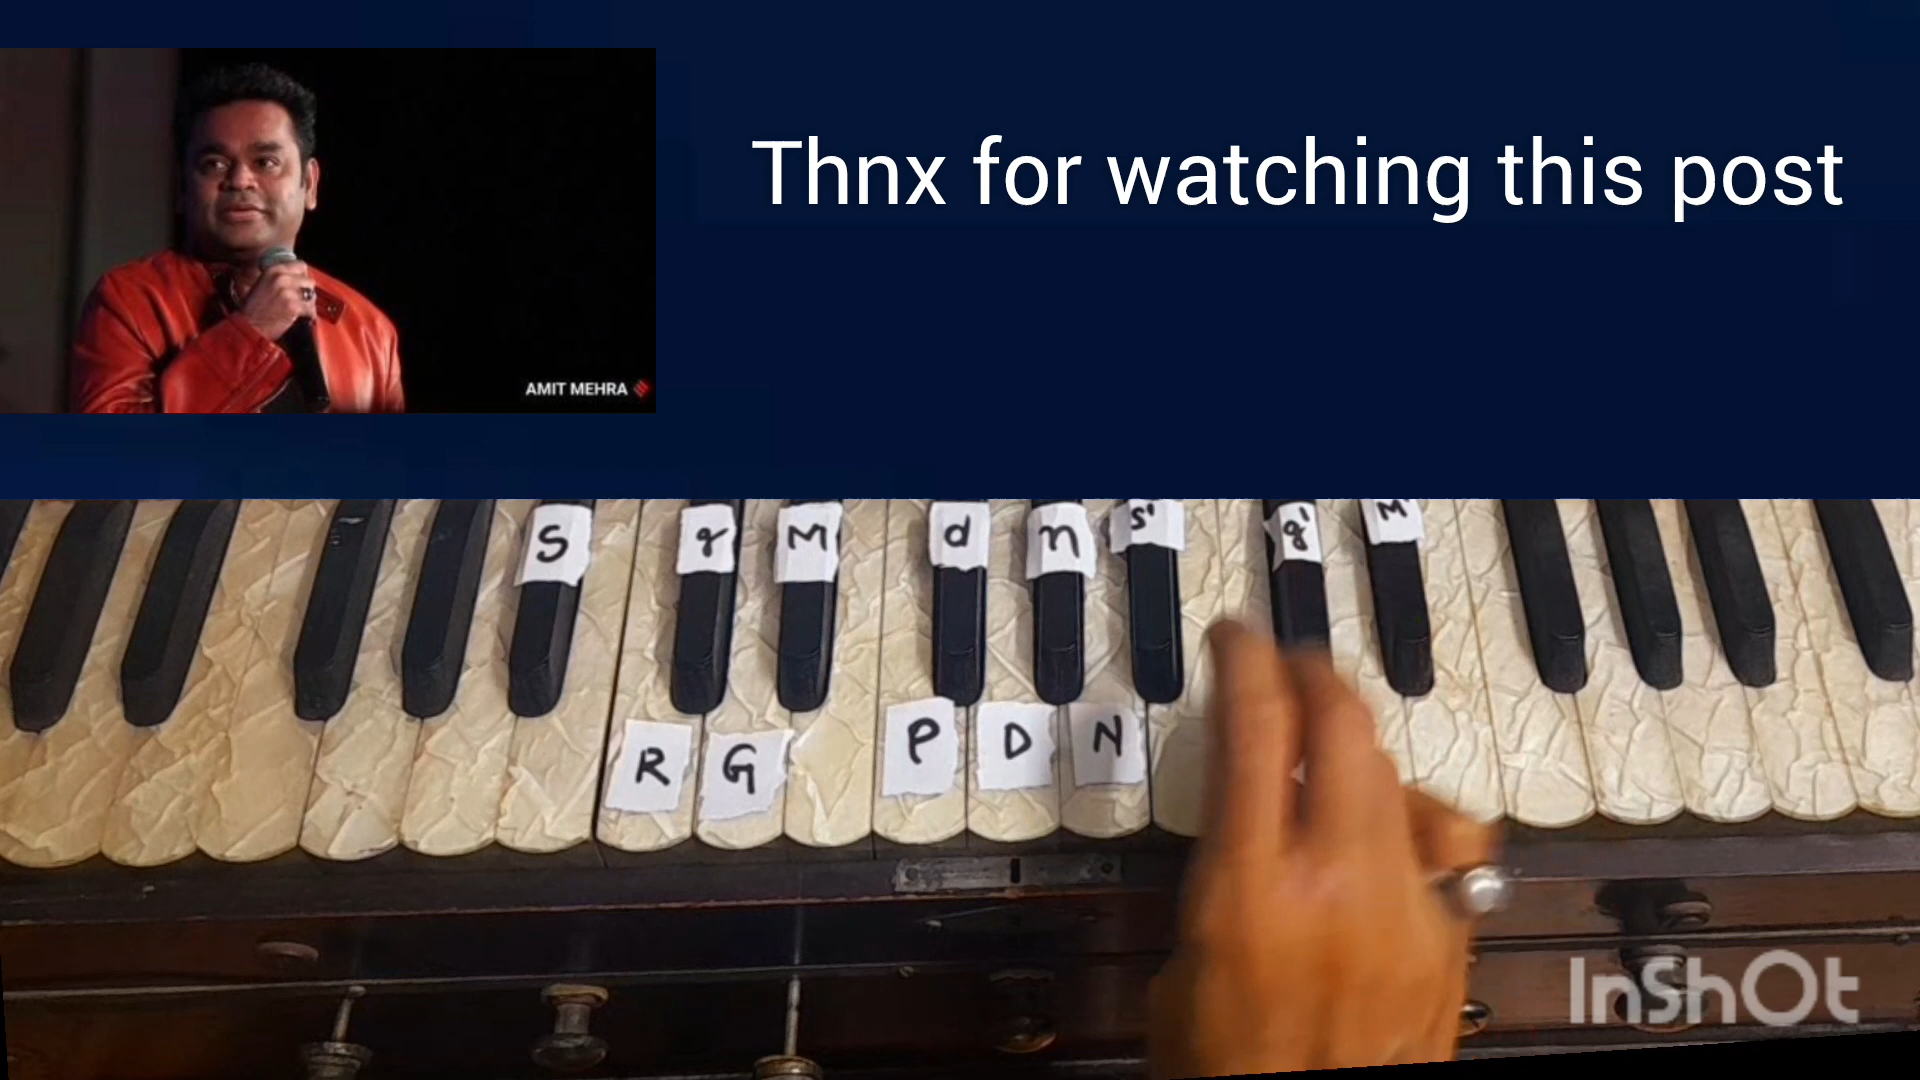 Thnx for watching this post
AMIT MEHRA
S g M d n s' g' M'
R G P D N
InShOt